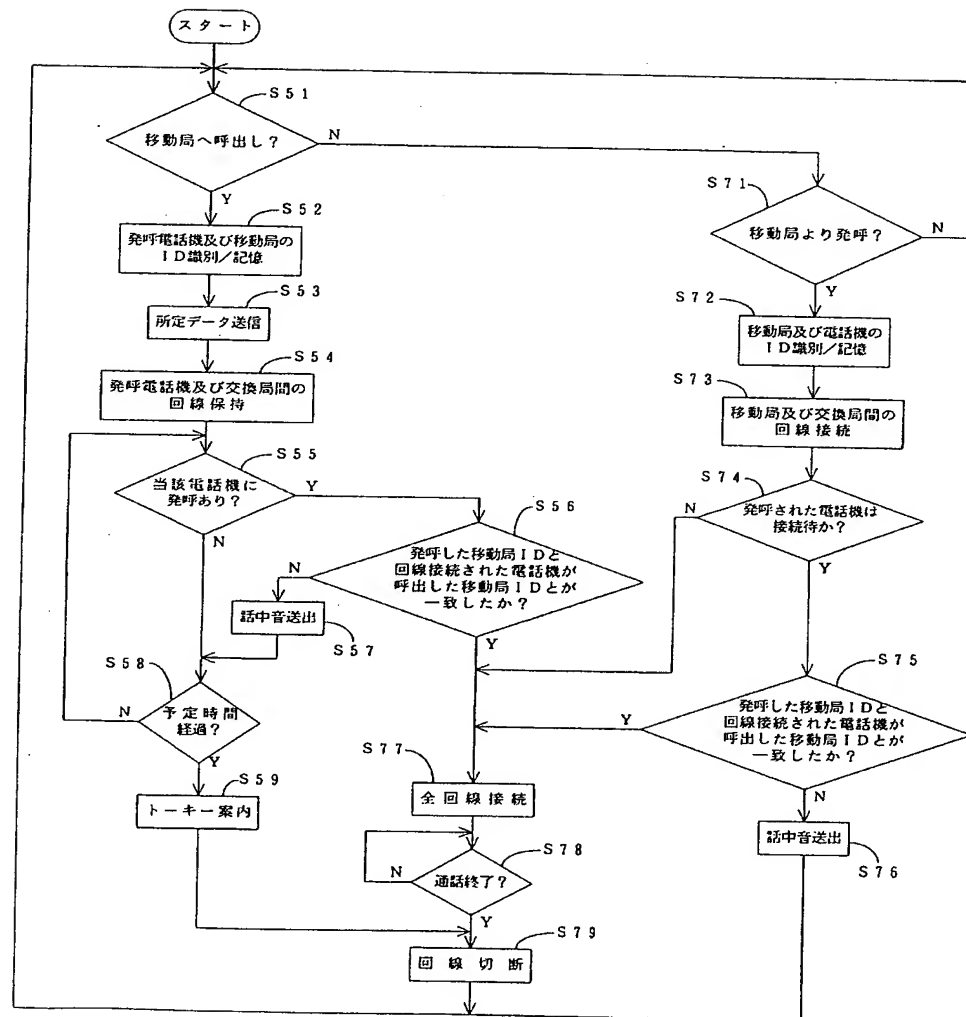 スタート
S51
移動局へ呼出し?
N
Y
S52
発呼電話機及び移動局の
ID識別/記憶
S53
所定データ送信
S54
発呼電話機及び交換局間の
回線保持
S55
当該電話機に
発呼あり?
Y
N
S56
発呼した移動局IDと
回線接続された電話機が
呼出した移動局IDとが
一致したか?
N
Y
話中音送出
S57
S58
予定時間
経過?
N
Y
S59
トーキー案内
S71
移動局より発呼?
N
Y
S72
移動局及び電話機の
ID識別/記憶
S73
移動局及び交換局間の
回線接続
S74
発呼された電話機は
接続待か?
N
Y
S75
発呼した移動局IDと
回線接続された電話機が
呼出した移動局IDとが
一致したか?
Y
N
話中音送出
S76
S77
全回線接続
S78
通話終了?
N
Y
S79
回線切断